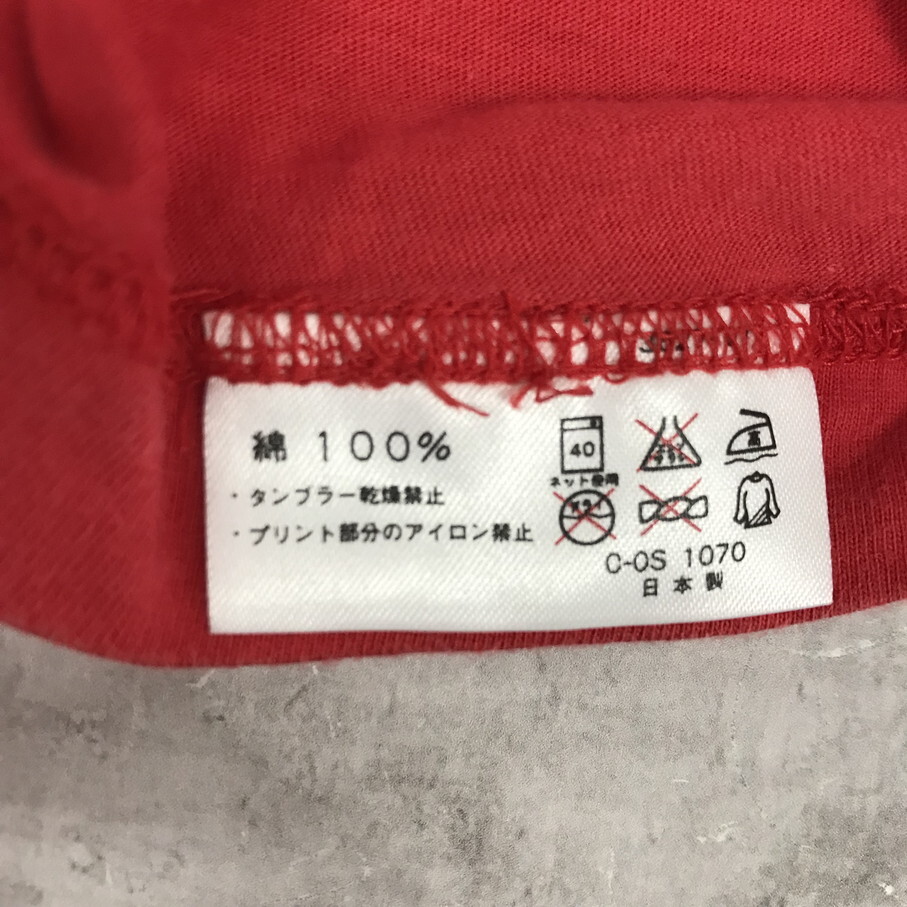 綿 100%
・タンブラー乾燥禁止
・プリント部分のアイロン禁止
40
ネット使用
高
C-OS 1070
日本製